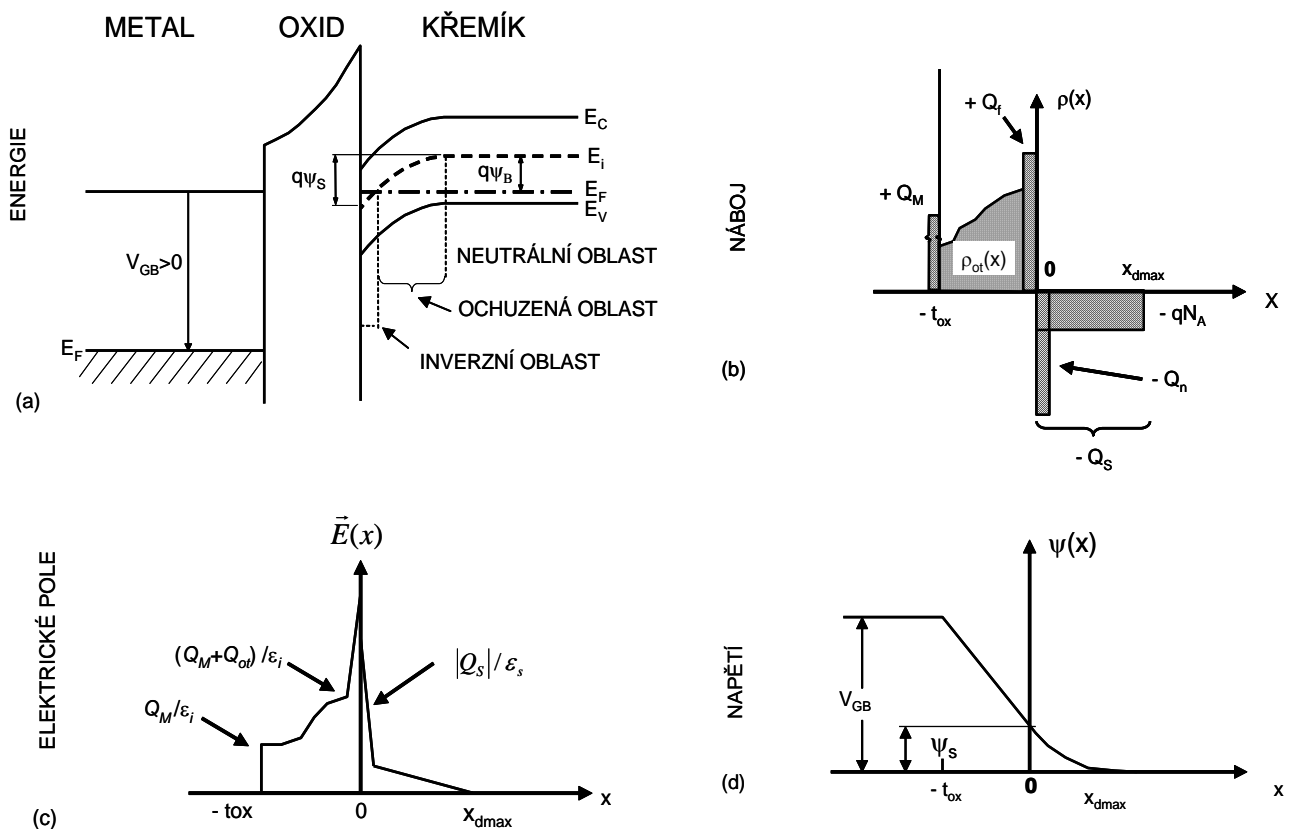 METAL OXID KŘEMÍK
ENERGIE
E_C
E_i
qψ_S
qψ_B
E_F
E_V
V_GB>0
NEUTRÁLNÍ OBLAST
OCHUZENÁ OBLAST
E_F
INVERZNÍ OBLAST
(a)
NÁBOJ
+ Q_f
ρ(x)
+ Q_M
ρ_ot(x)
0
x_dmax
X
- t_ox
- qN_A
- Q_n
- Q_S
(b)
ELEKTRICKÉ POLE
E⃗(x)
(Q_M+Q_ot) /ε_i
|Q_S|/ε_s
Q_M/ε_i
- tox
0
x_dmax
x
(c)
NAPĚTÍ
ψ(x)
V_GB
ψ_S
- t_ox
0
x_dmax
x
(d)